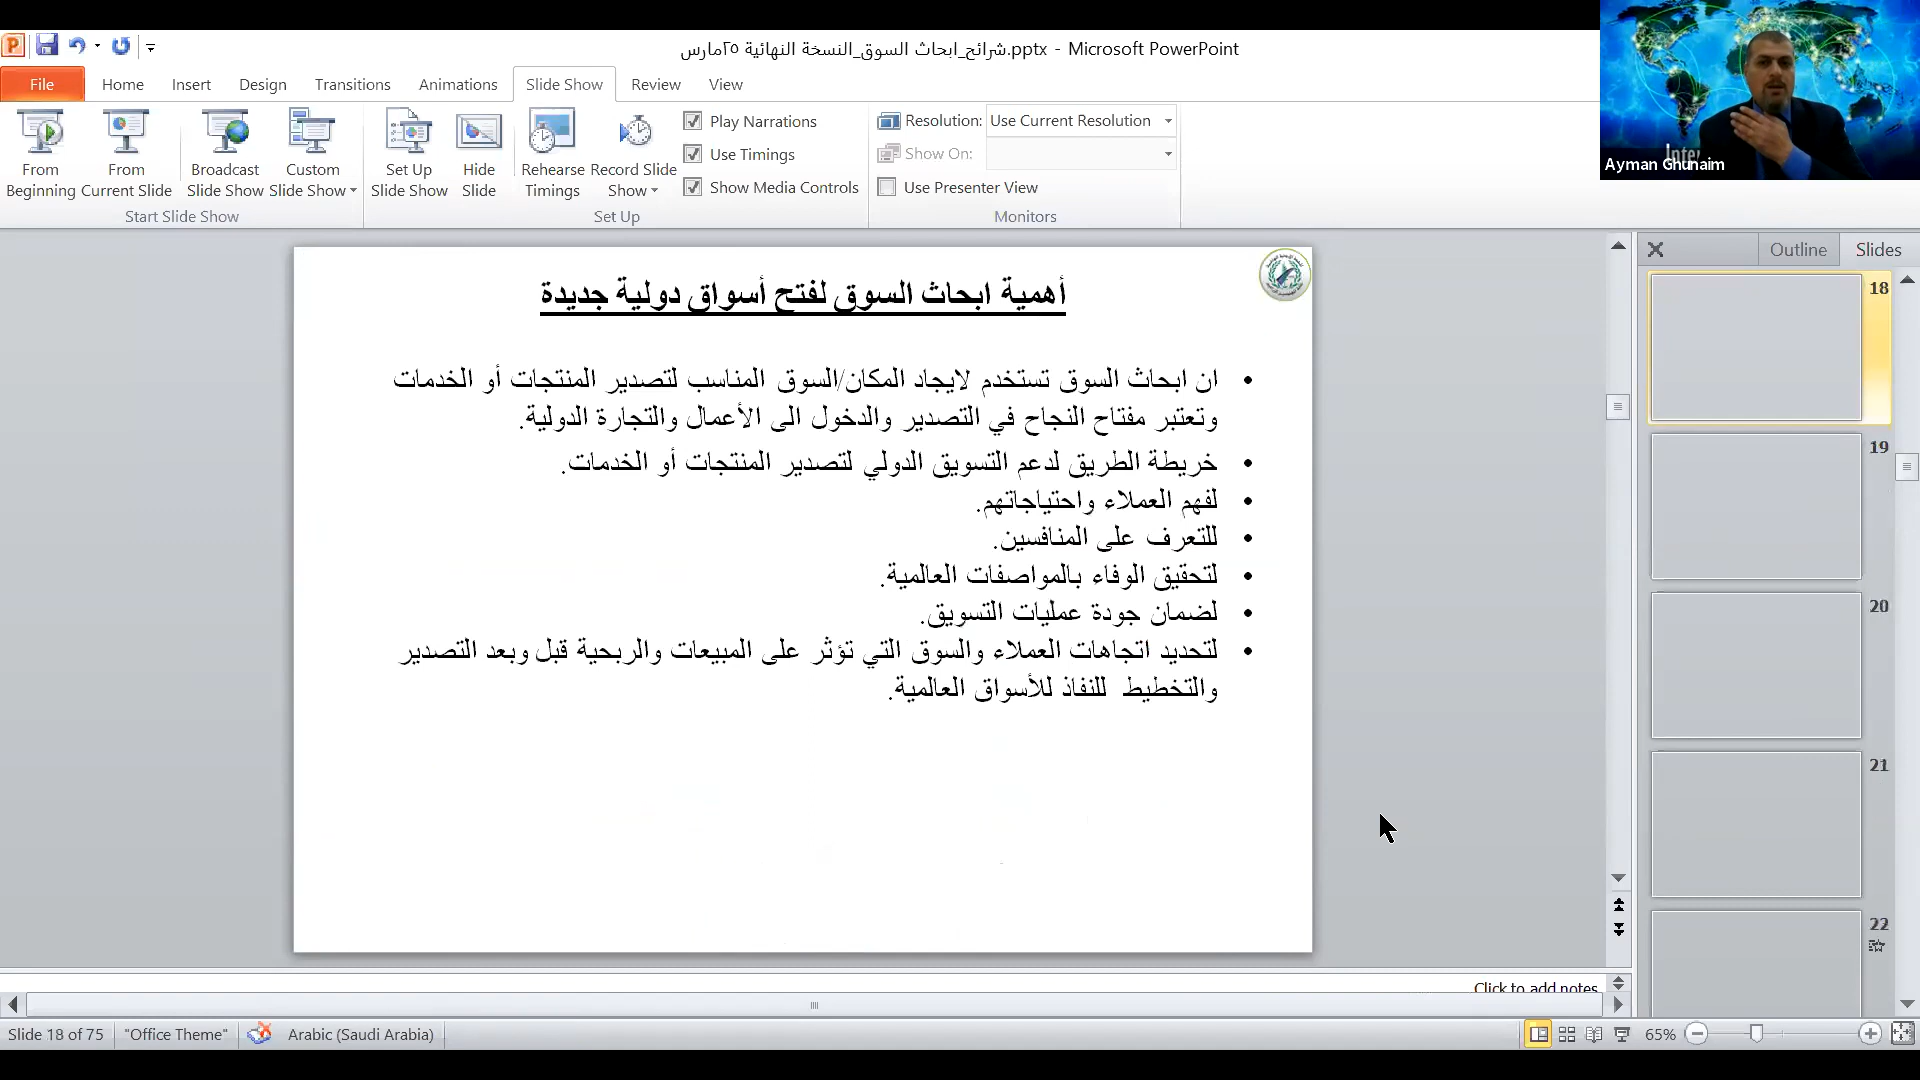 شرائح_ابحاث السوق_النسخة النهائية ٢٥مارس.pptx - Microsoft PowerPoint
File Home Insert Design Transitions Animations Slide Show Review View
From Beginning
From Current Slide
Broadcast Slide Show
Custom Slide Show
Set Up Slide Show
Hide Slide
Rehearse Timings
Record Slide Show
Play Narrations
Use Timings
Show Media Controls
Resolution: Use Current Resolution
Show On:
Use Presenter View
Start Slide Show
Set Up
Monitors
Ayman Ghunaim
Outline Slides
أهمية ابحاث السوق لفتح أسواق دولية جديدة
• ان ابحاث السوق تستخدم لايجاد المكان/السوق المناسب لتصدير المنتجات أو الخدمات
وتعتبر مفتاح النجاح في التصدير والدخول الى الأعمال والتجارة الدولية.
• خريطة الطريق لدعم التسويق الدولي لتصدير المنتجات أو الخدمات.
• لفهم العملاء واحتياجاتهم.
• للتعرف على المنافسين.
• لتحقيق الوفاء بالمواصفات العالمية.
• لضمان جودة عمليات التسويق.
• لتحديد اتجاهات العملاء والسوق التي تؤثر على المبيعات والربحية قبل وبعد التصدير
والتخطيط للنفاذ للأسواق العالمية.
18
19
20
21
22
Click to add notes
Slide 18 of 75 "Office Theme" Arabic (Saudi Arabia) 65%